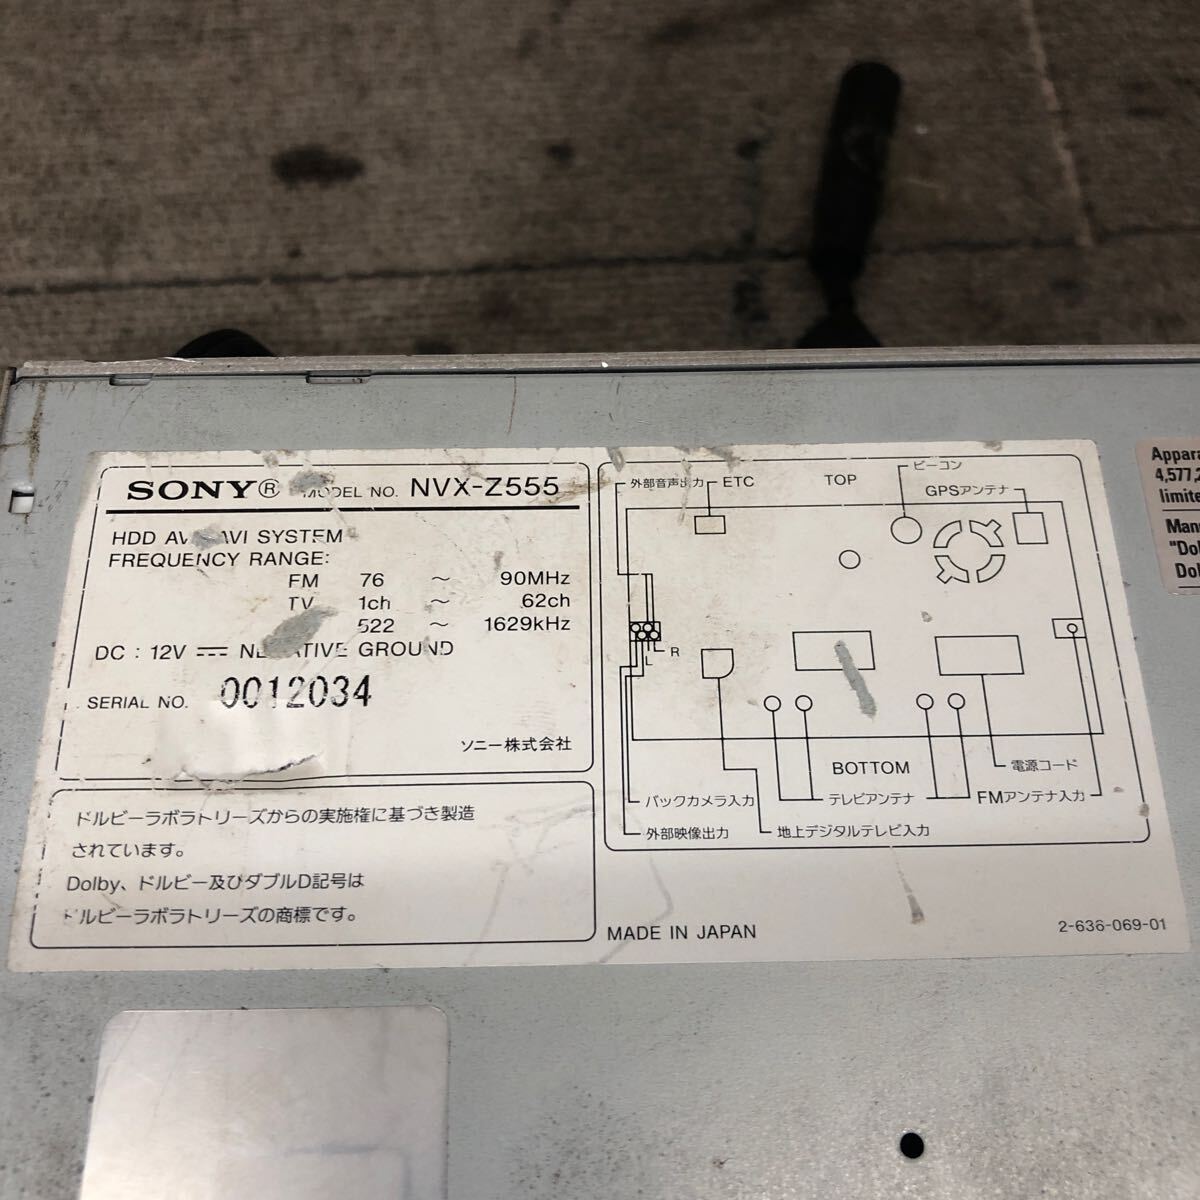 SONY® MODEL NO. NVX-Z555
HDD AV NAVI SYSTEM
FREQUENCY RANGE:
FM 76 ～ 90MHz
TV 1ch ～ 62ch
522 ～ 1629kHz
DC : 12V NEGATIVE GROUND
SERIAL NO. 0012034
ソニー株式会社
ドルビーラボラトリーズからの実施権に基づき製造
されています。
Dolby、ドルビー及びダブルD記号は
ドルビーラボラトリーズの商標です。
外部音声出力
ETC
TOP
ビーコン
GPSアンテナ
L
R
BOTTOM
電源コード
バックカメラ入力
テレビアンテナ
FMアンテナ入力
外部映像出力
地上デジタルテレビ入力
MADE IN JAPAN
2-636-069-01
Appara
4,577,2
limite
Man
"Dol
Dol